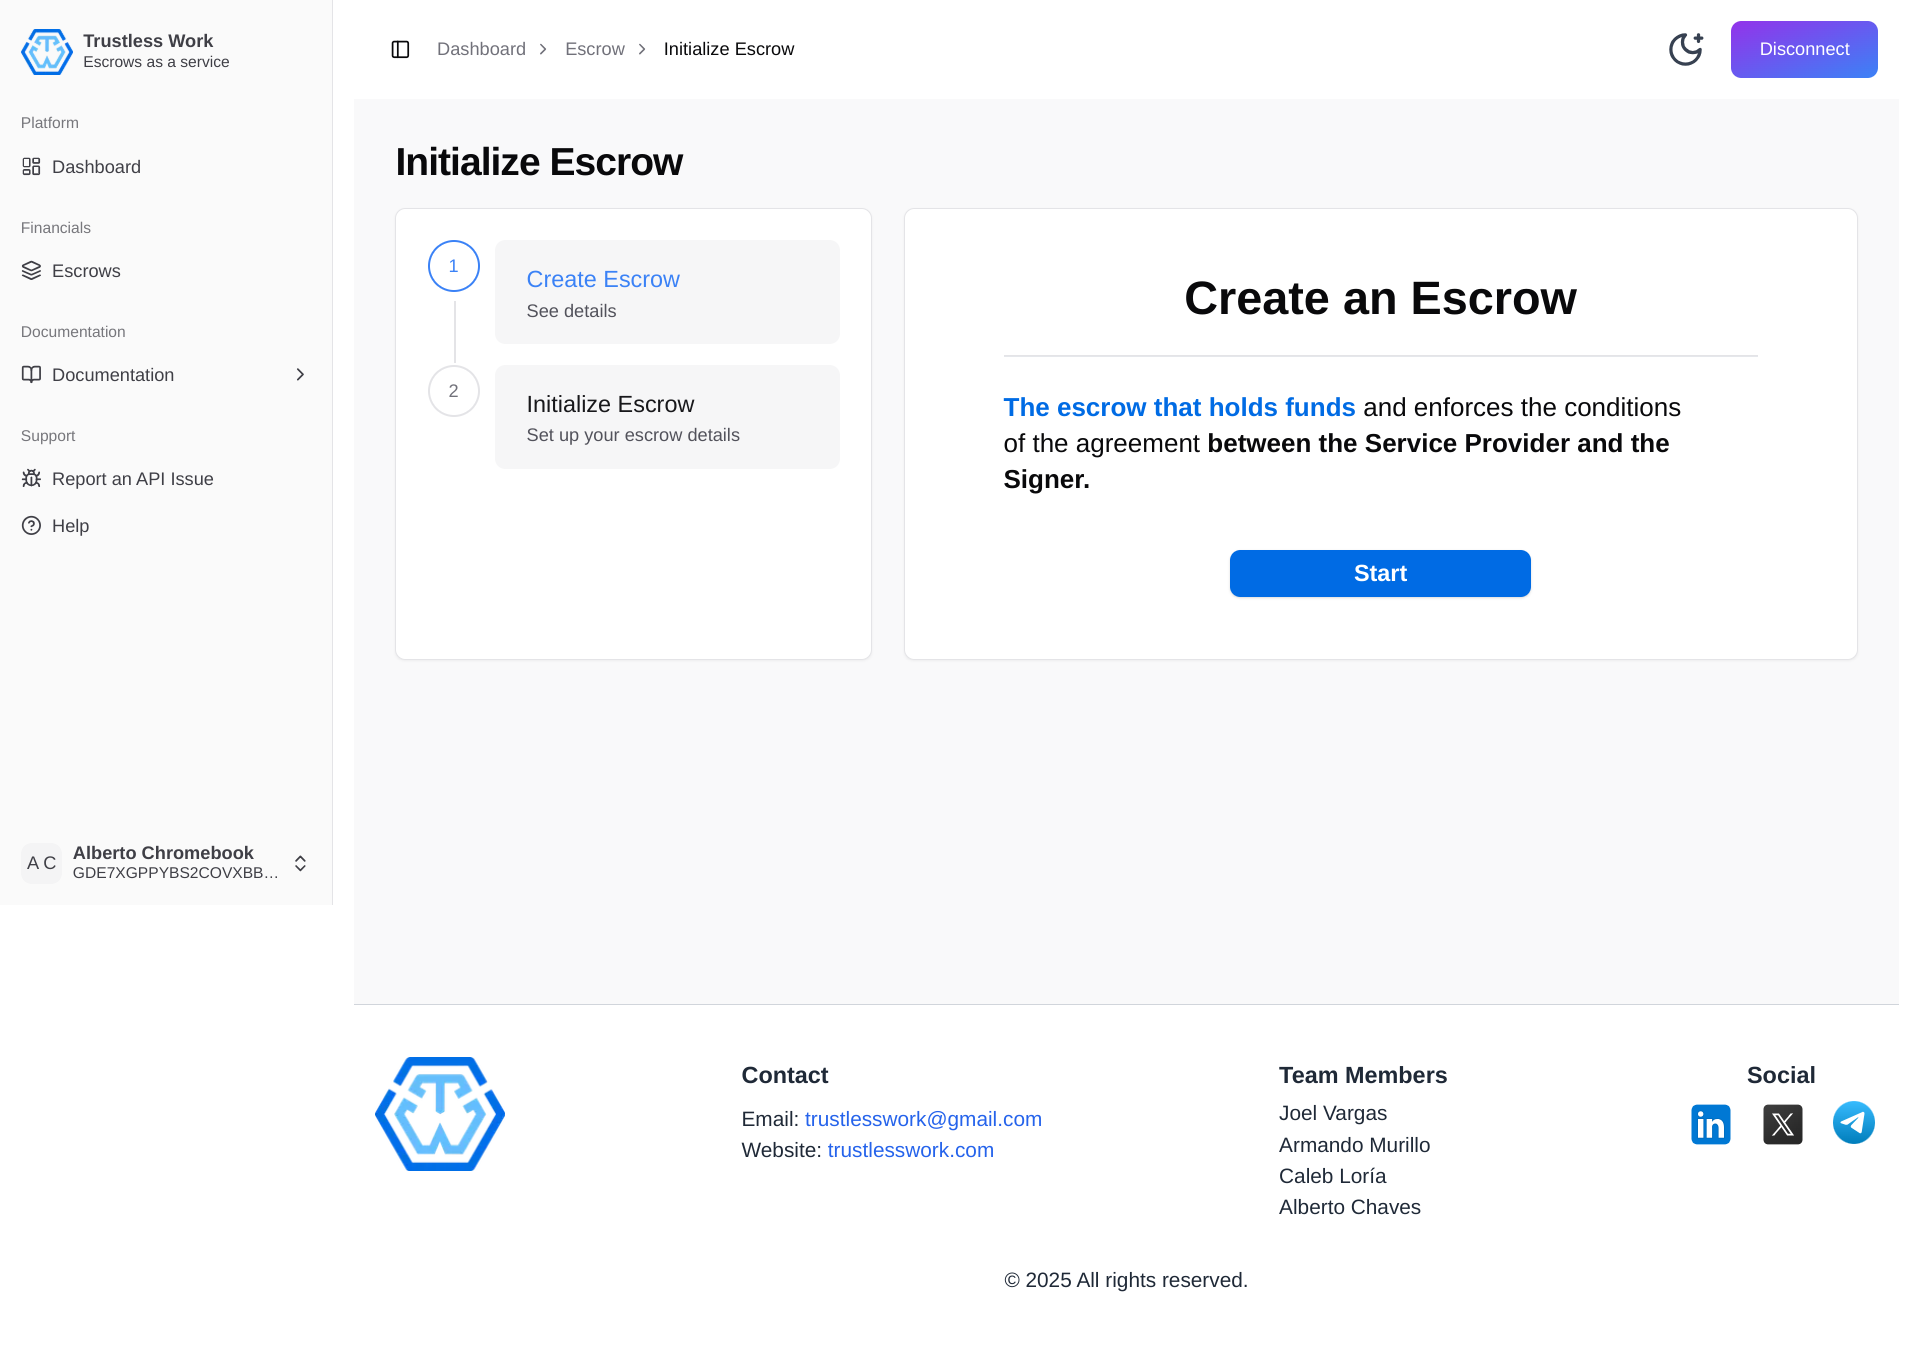 Trustless Work
Escrows as a service
Platform
Dashboard
Financials
Escrows
Documentation
Documentation
Support
Report an API Issue
Help
A C
Alberto Chromebook
GDE7XGPPYBS2COVXBB…
Dashboard
Escrow
Initialize Escrow
Disconnect
Initialize Escrow
1
Create Escrow
See details
2
Initialize Escrow
Set up your escrow details
Create an Escrow
The escrow that holds funds and enforces the conditions
of the agreement between the Service Provider and the
Signer.
Start
Contact
Email: trustlesswork@gmail.com
Website: trustlesswork.com
Team Members
Joel Vargas
Armando Murillo
Caleb Loría
Alberto Chaves
Social
© 2025 All rights reserved.